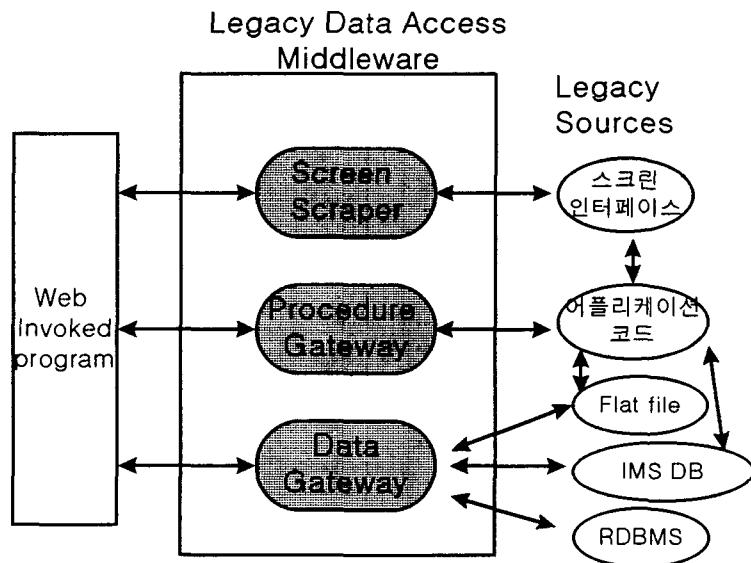 Legacy Data Access
Middleware
Legacy
Sources
Web
Invoked
program
Screen
Scraper
Procedure
Gateway
Data
Gateway
스크린
인터페이스
어플리케이션
코드
Flat file
IMS DB
RDBMS